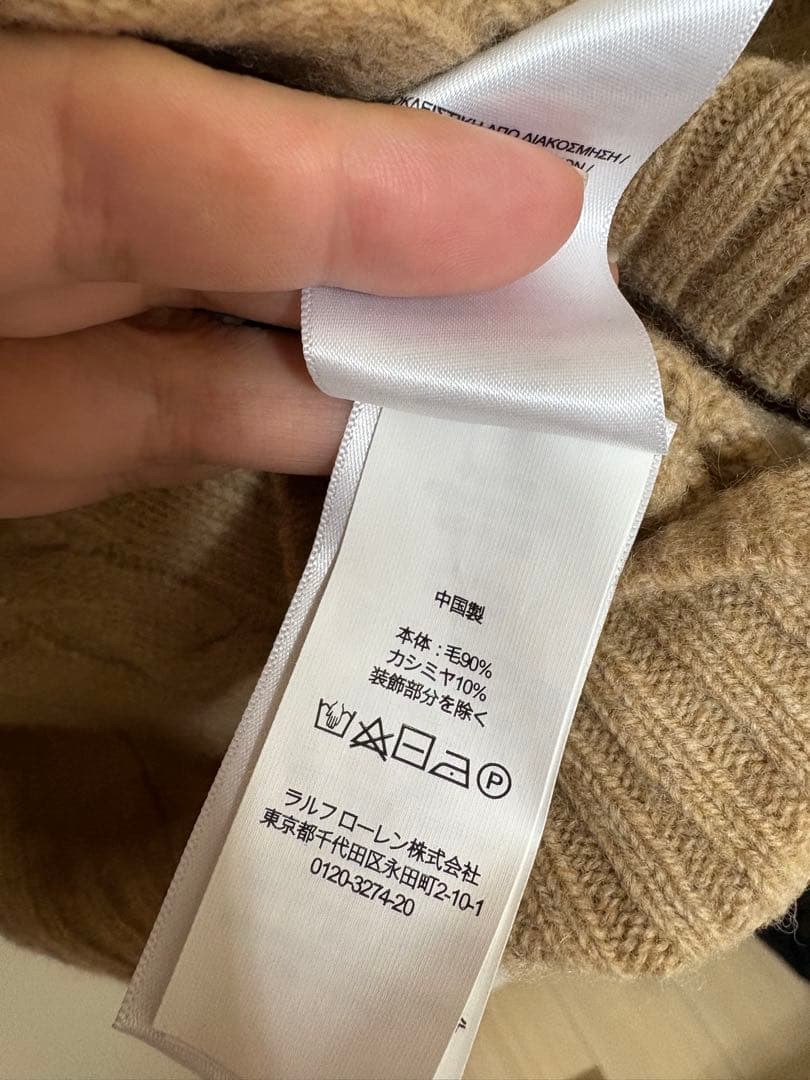 ΑΠΟ ΔΙΑΚΟΣΜΗΣΗ /
中国製
本体 : 毛90%
カシミヤ10%
装飾部分を除く
P
ラルフ ローレン株式会社
東京都千代田区永田町2-10-1
0120-3274-20